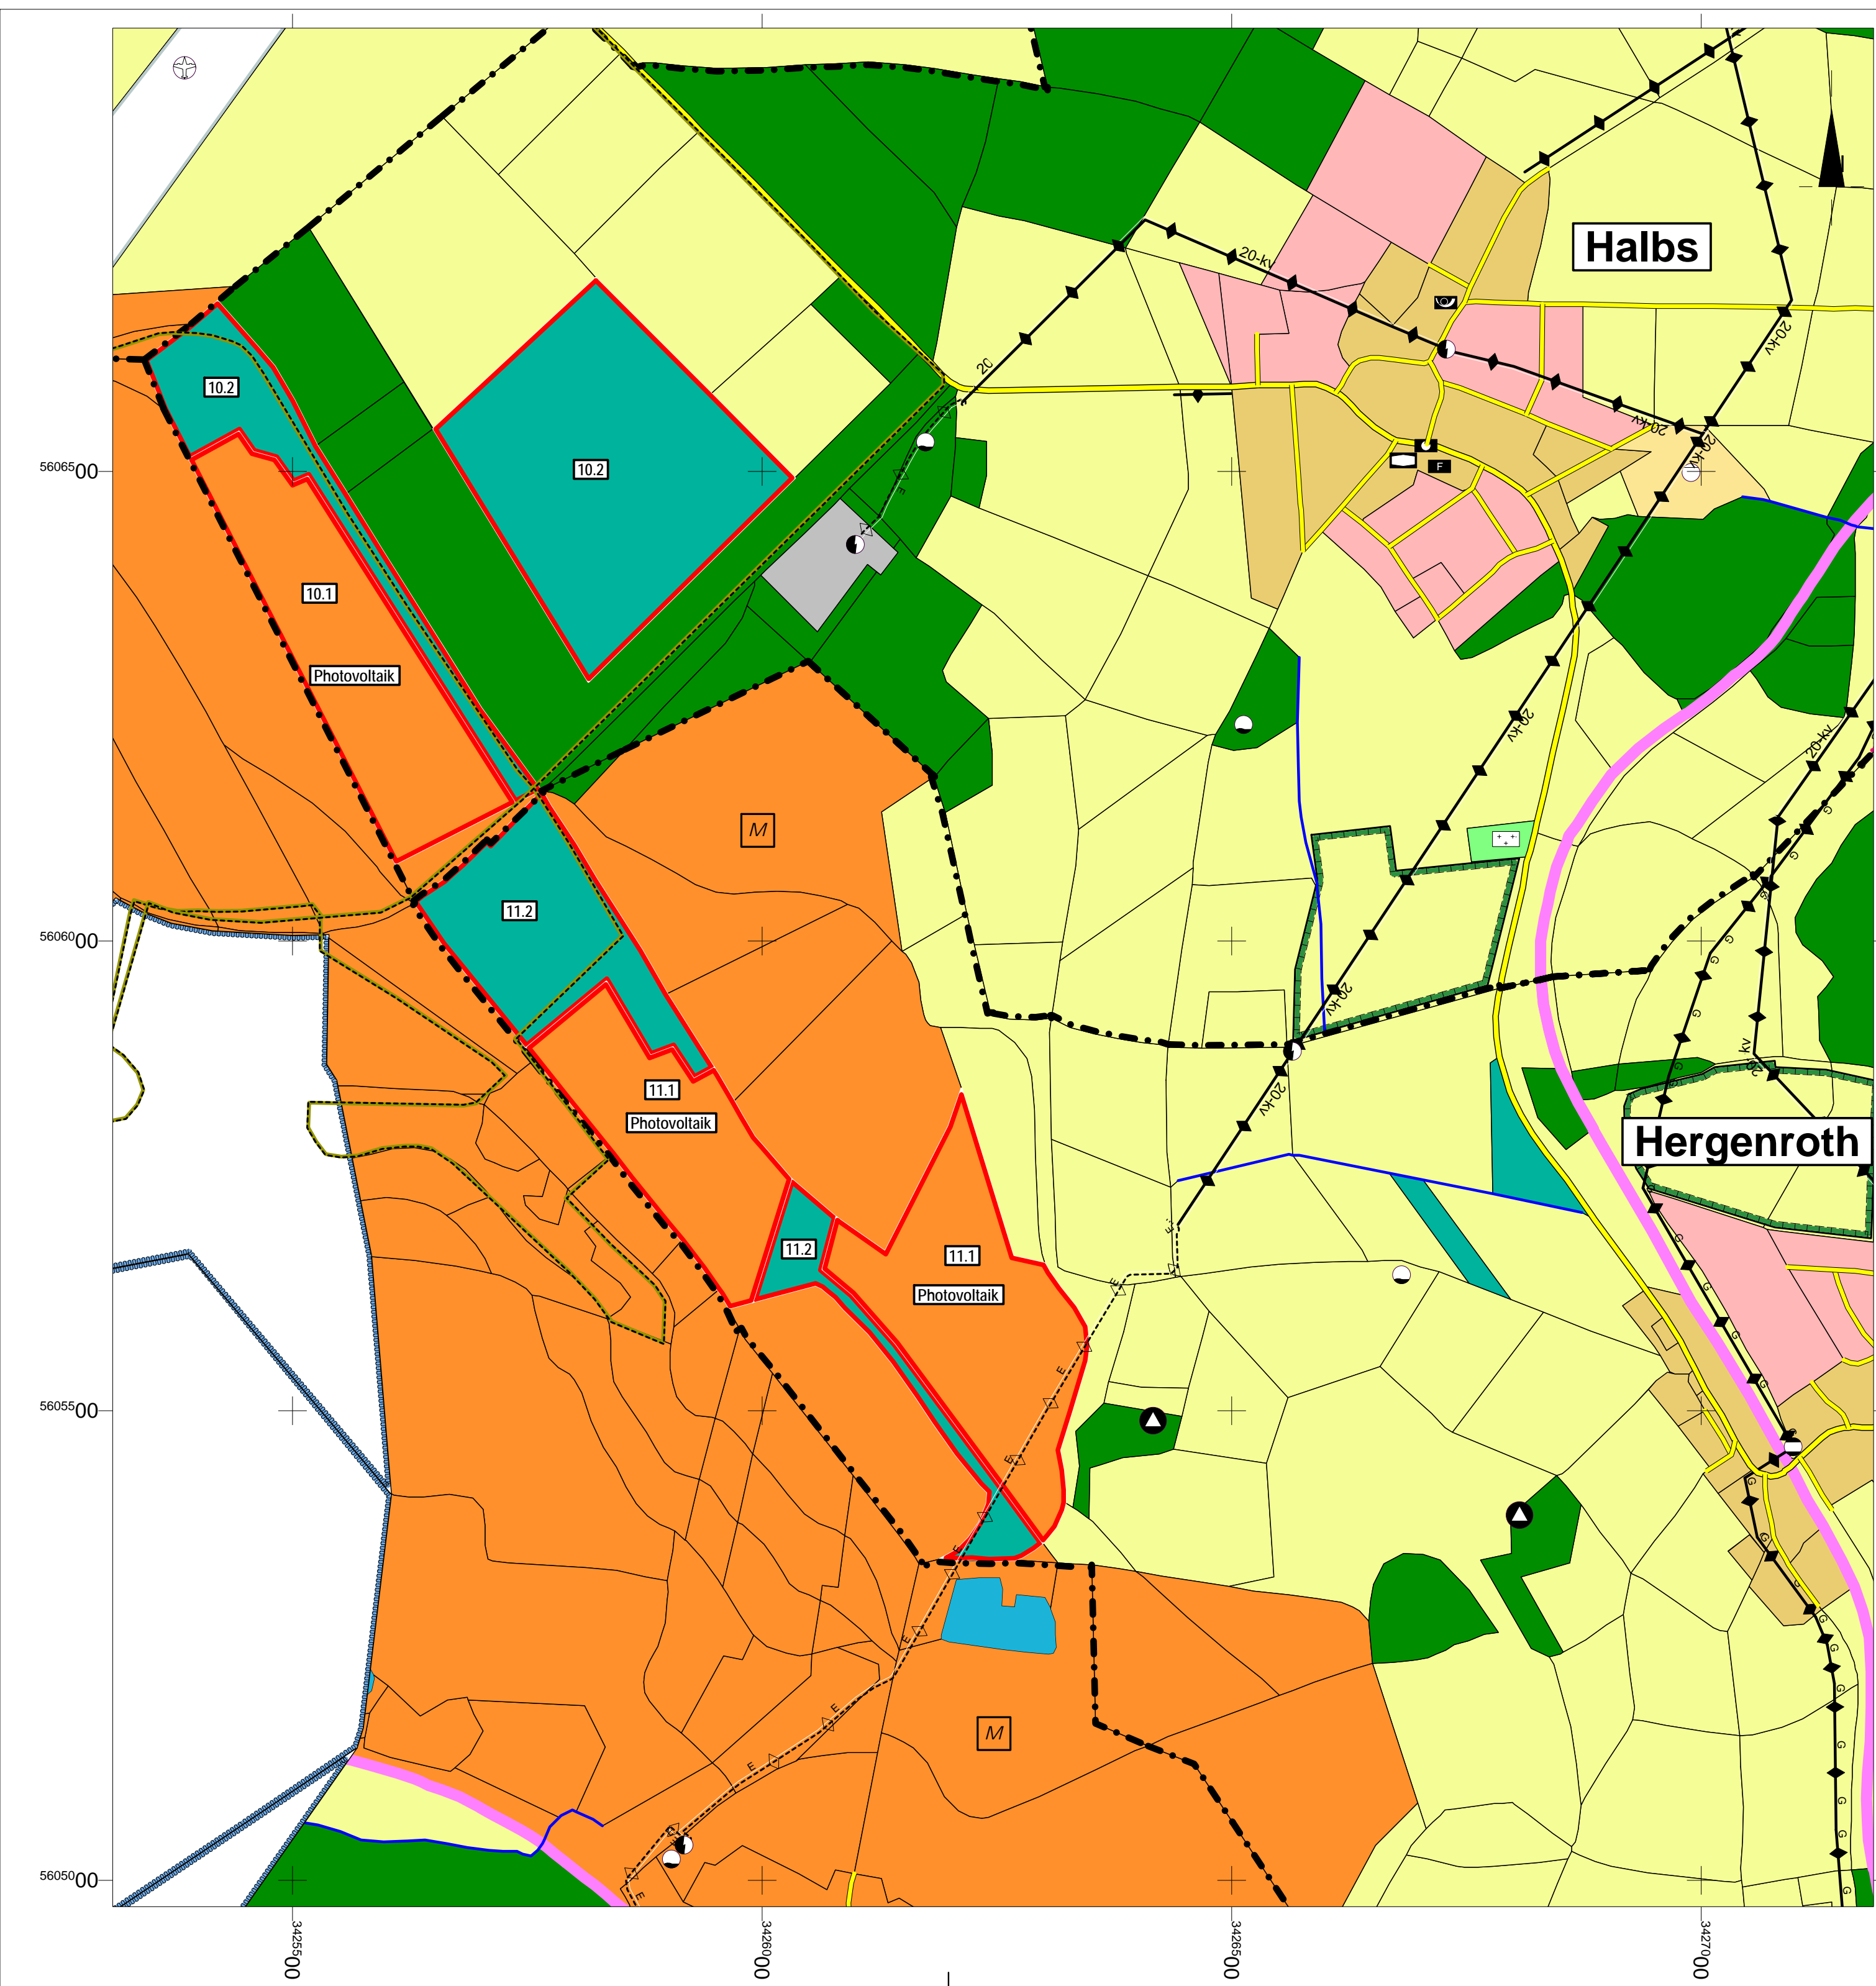 Halbs
20-kv
20-kv
20
10.2
20-kv
20-kv
F
5606500
10.2
10.1
Photovoltaik
E
20-kv
20-kv
G
M
G
11.2
5606000
G
G
20-kv
G
11.1
20-kv
Photovoltaik
G
Hergenroth
E
11.2
11.1
G
E
Photovoltaik
G
G
E
G
5605500
E
G
G
E
G
E
G
G
M
E
G
E
G
G
5605000
G
E
3425500
3426000
3426500
3427000